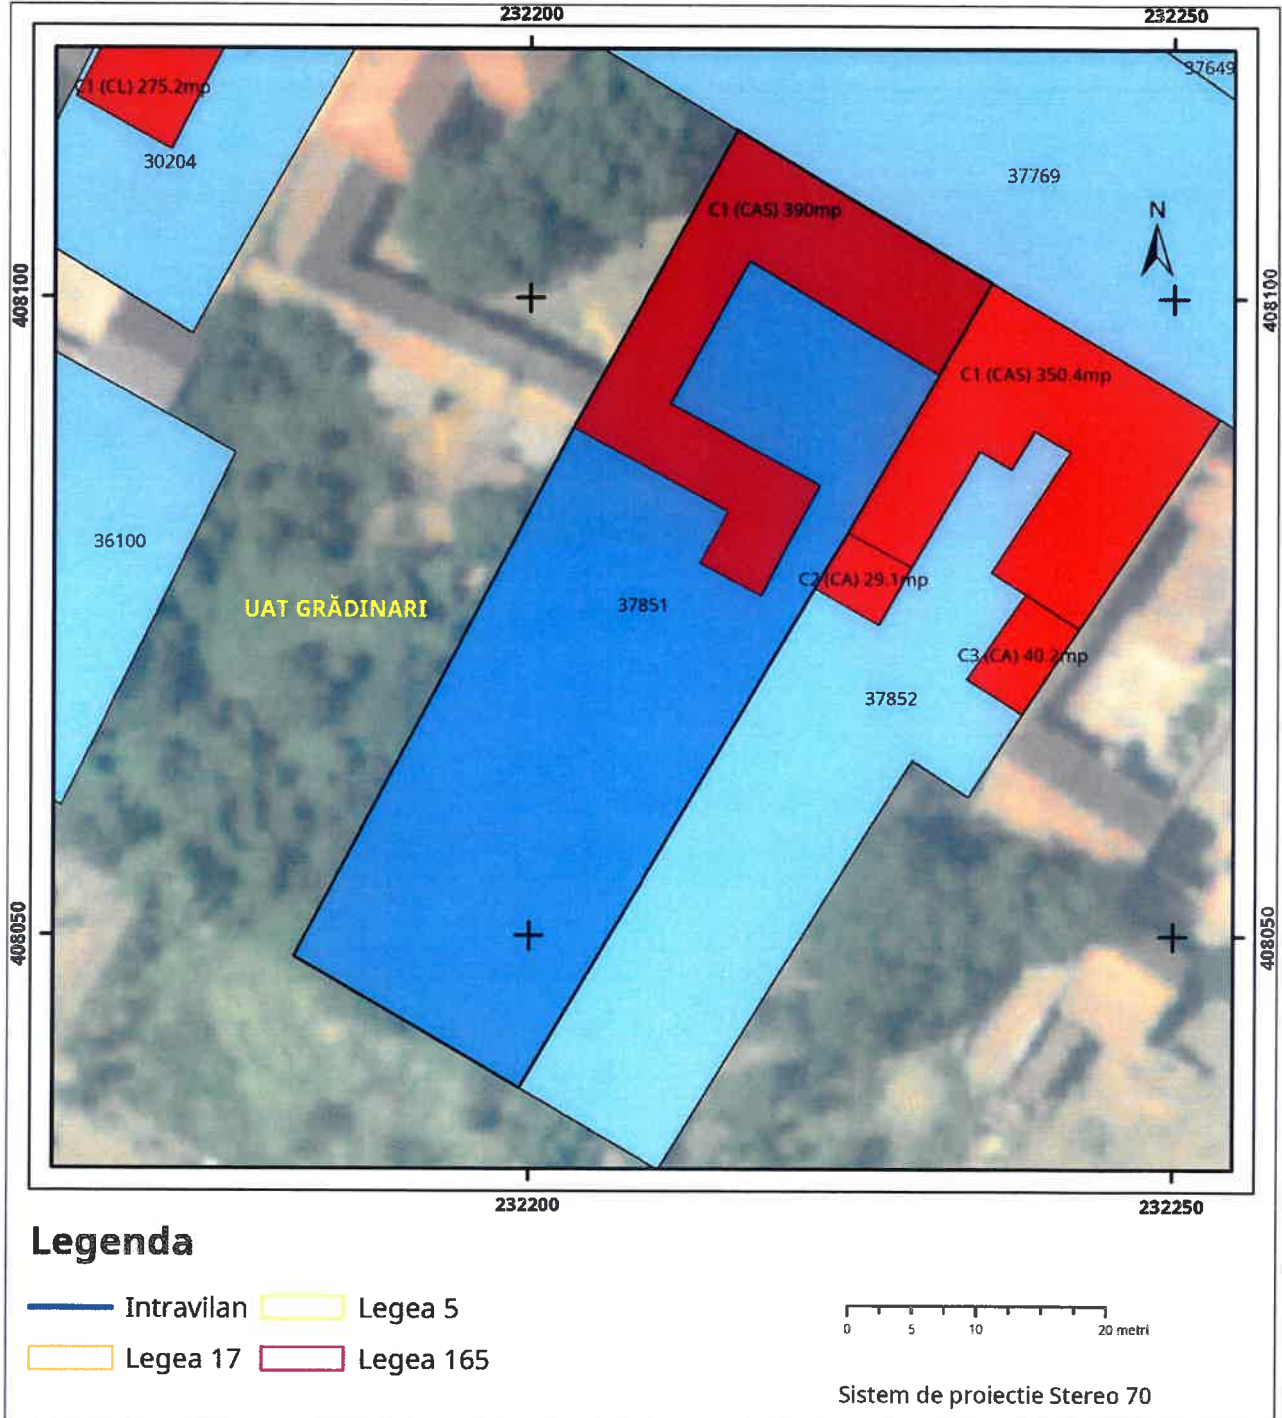 232200
232250
37649
C1 (CL) 275.2mp
30204
37769
C1 (CAS) 390mp
N
408100
408100
C1 (CAS) 350.4mp
36100
C2 (CA) 29.1mp
UAT GRĂDINARI
37851
C3 (CA) 40.2mp
37852
408050
408050
232200
232250
Legenda
Intravilan
Legea 5
Legea 17
Legea 165
0 5 10 20 metri
Sistem de proiectie Stereo 70